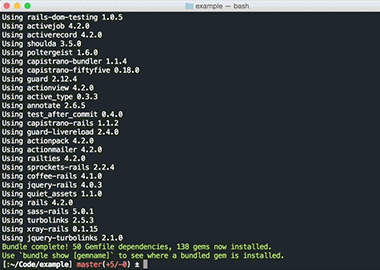 example — bash
Using rails-dom-testing 1.0.5
Using activejob 4.2.0
Using activerecord 4.2.0
Using shoulda 3.5.0
Using poltergeist 1.6.0
Using capistrano-bundler 1.1.4
Using capistrano-fiftyfive 0.18.0
Using guard 2.12.4
Using actionview 4.2.0
Using active_type 0.3.3
Using annotate 2.6.5
Using test_after_commit 0.4.0
Using capistrano-rails 1.1.2
Using guard-livereload 2.4.0
Using actionpack 4.2.0
Using actionmailer 4.2.0
Using railties 4.2.0
Using sprockets-rails 2.2.4
Using coffee-rails 4.1.0
Using jquery-rails 4.0.3
Using quiet_assets 1.1.0
Using rails 4.2.0
Using sass-rails 5.0.1
Using turbolinks 2.5.3
Using xray-rails 0.1.15
Using jquery-turbolinks 2.1.0
Bundle complete! 50 Gemfile dependencies, 138 gems now installed.
Use `bundle show [gemname]` to see where a bundled gem is installed.
[:~/Code/example] master(+5/-0) ±